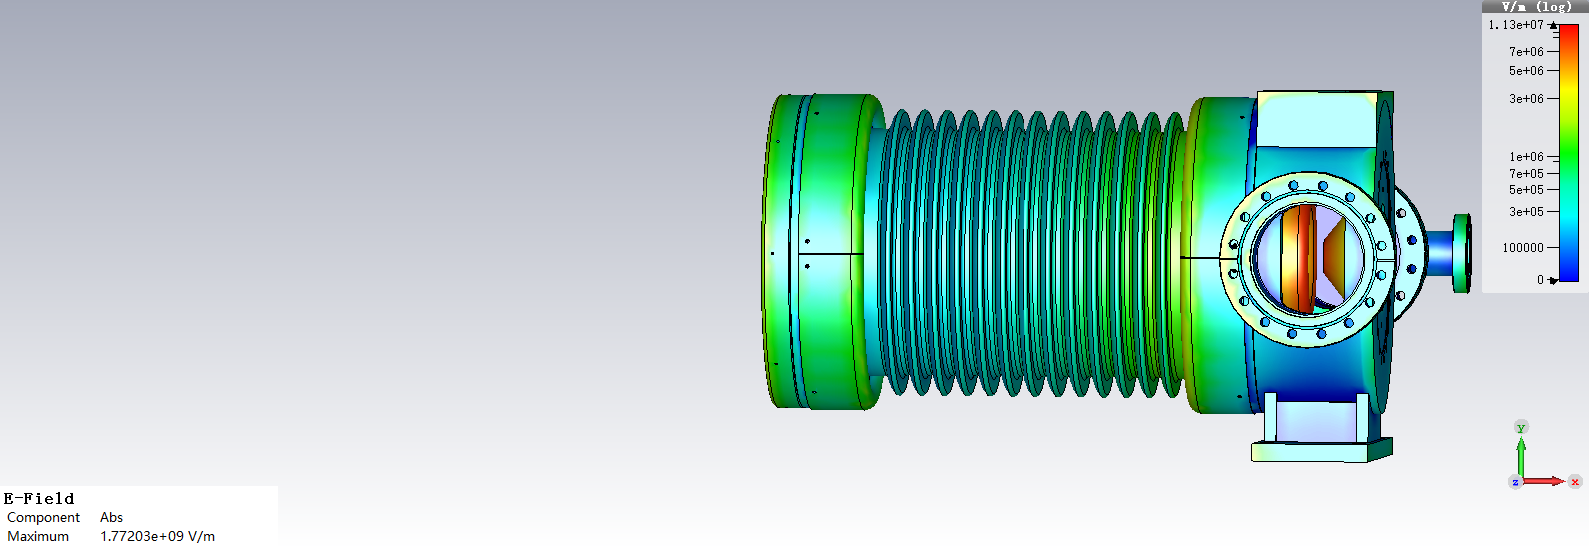 V/m (log)
1.13e+07
7e+06
5e+06
3e+06
1e+06
7e+05
5e+05
3e+05
100000
0
Y
z
x
E-Field
Component Abs
Maximum 1.77203e+09 V/m